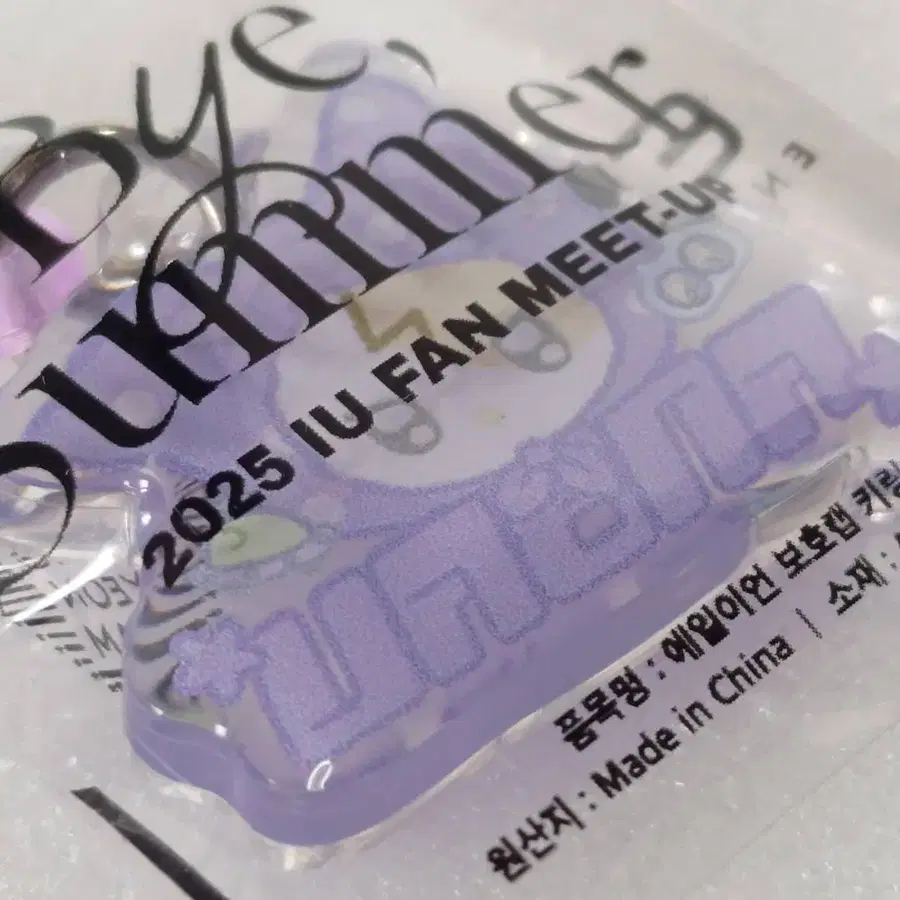 Bye,
Summer
2025 IU FAN MEET-UP
품목명 : 에일이언 보호캡 키링
원산지 : Made in China | 소재 :